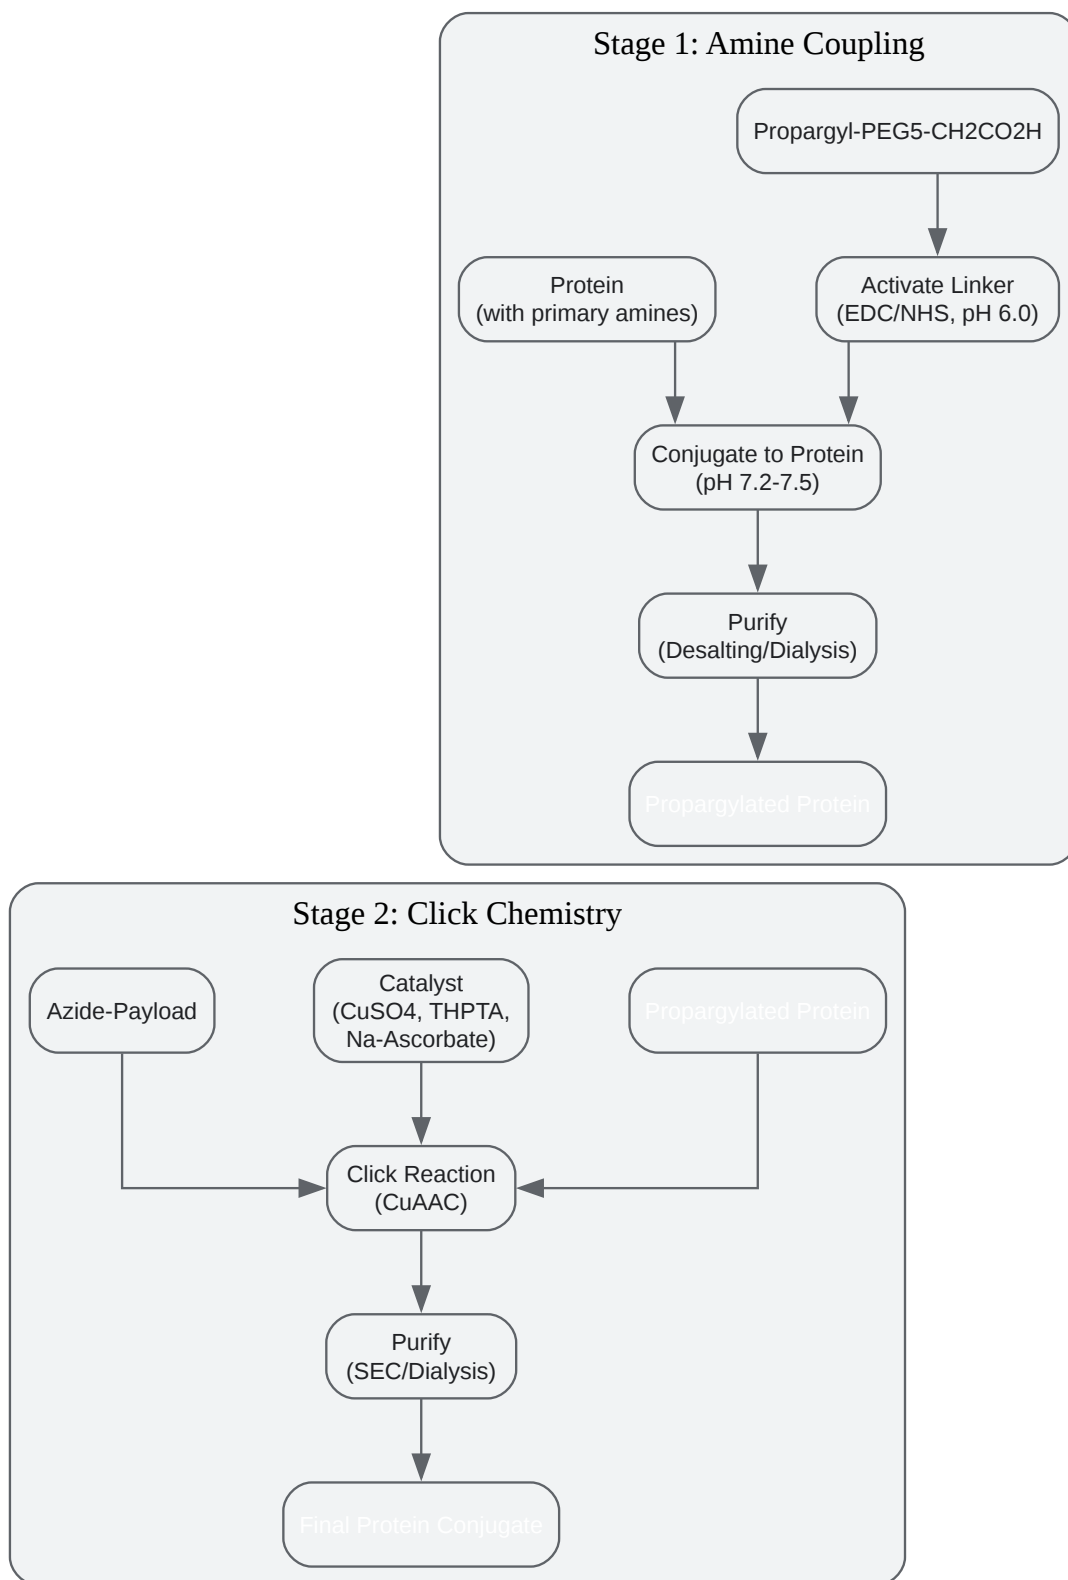 Stage 1: Amine Coupling
Propargyl-PEG5-CH2CO2H
Protein
(with primary amines)
Activate Linker
(EDC/NHS, pH 6.0)
Conjugate to Protein
(pH 7.2-7.5)
Purify
(Desalting/Dialysis)
Propargylated Protein
Stage 2: Click Chemistry
Azide-Payload
Catalyst
(CuSO4, THPTA,
Na-Ascorbate)
Propargylated Protein
Click Reaction
(CuAAC)
Purify
(SEC/Dialysis)
Final Protein Conjugate